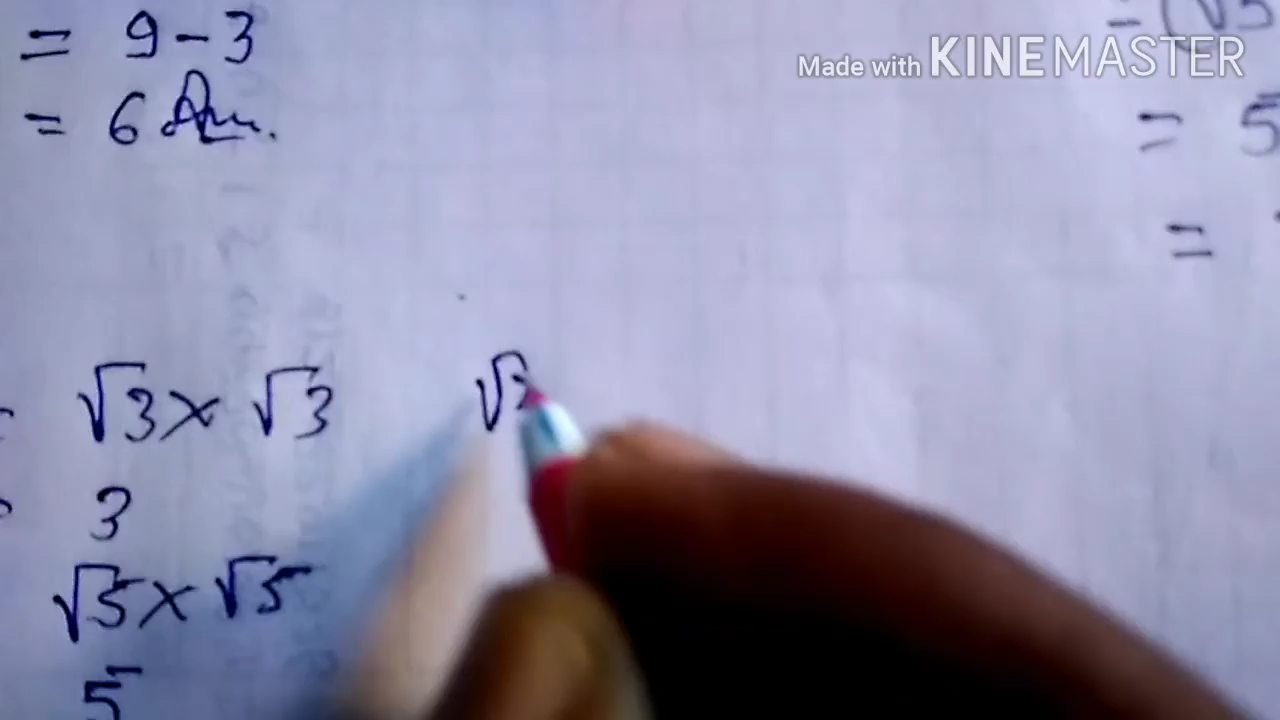 = 9 - 3
= 6 Ans.
Made with KINEMASTER
= 5
=
√3 × √3
3
√5 × √5
5